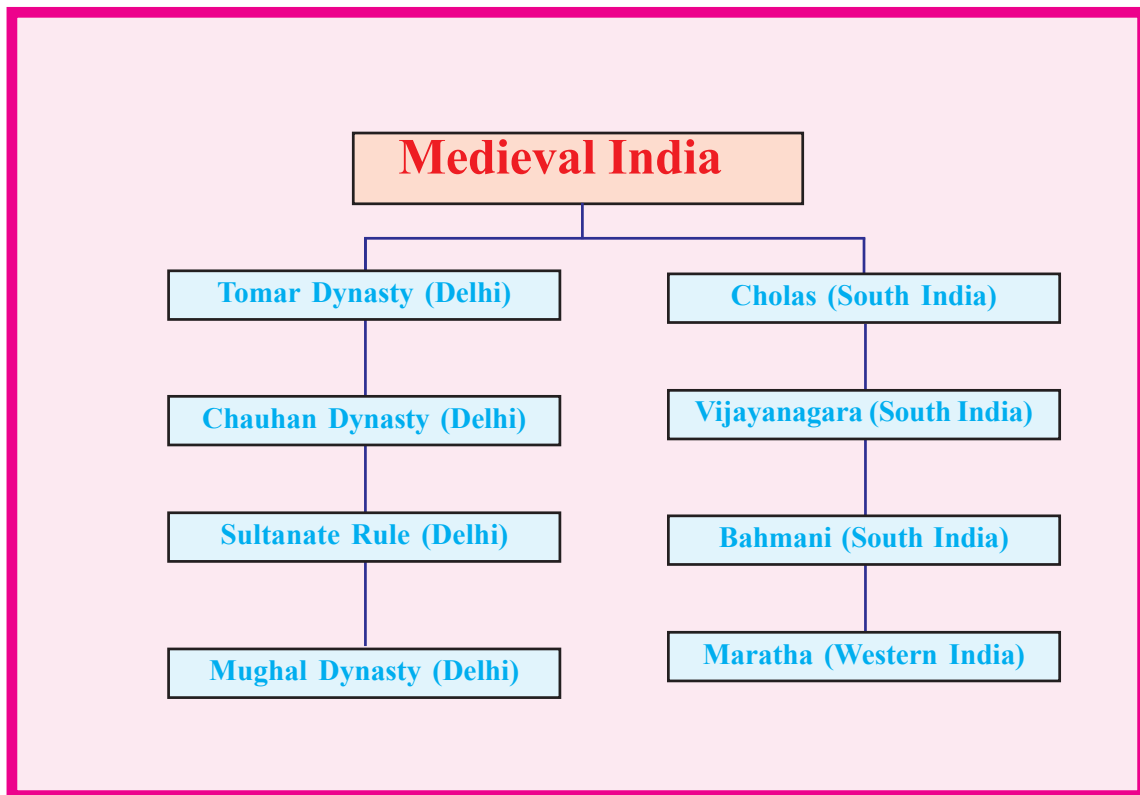 Medieval India
Tomar Dynasty (Delhi)
Chauhan Dynasty (Delhi)
Sultanate Rule (Delhi)
Mughal Dynasty (Delhi)
Cholas (South India)
Vijayanagara (South India)
Bahmani (South India)
Maratha (Western India)